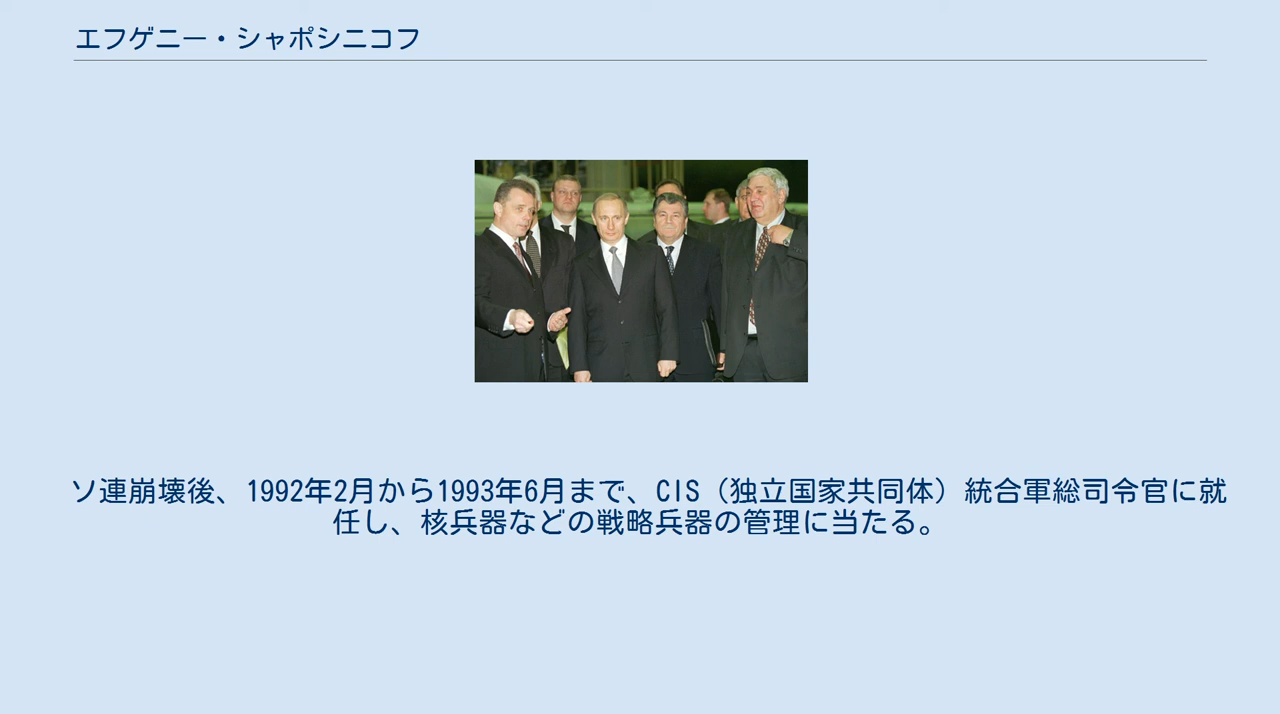 エフゲニー・シャポシニコフ
ソ連崩壊後、1992年2月から1993年6月まで、CIS（独立国家共同体）統合軍総司令官に就
任し、核兵器などの戦略兵器の管理に当たる。